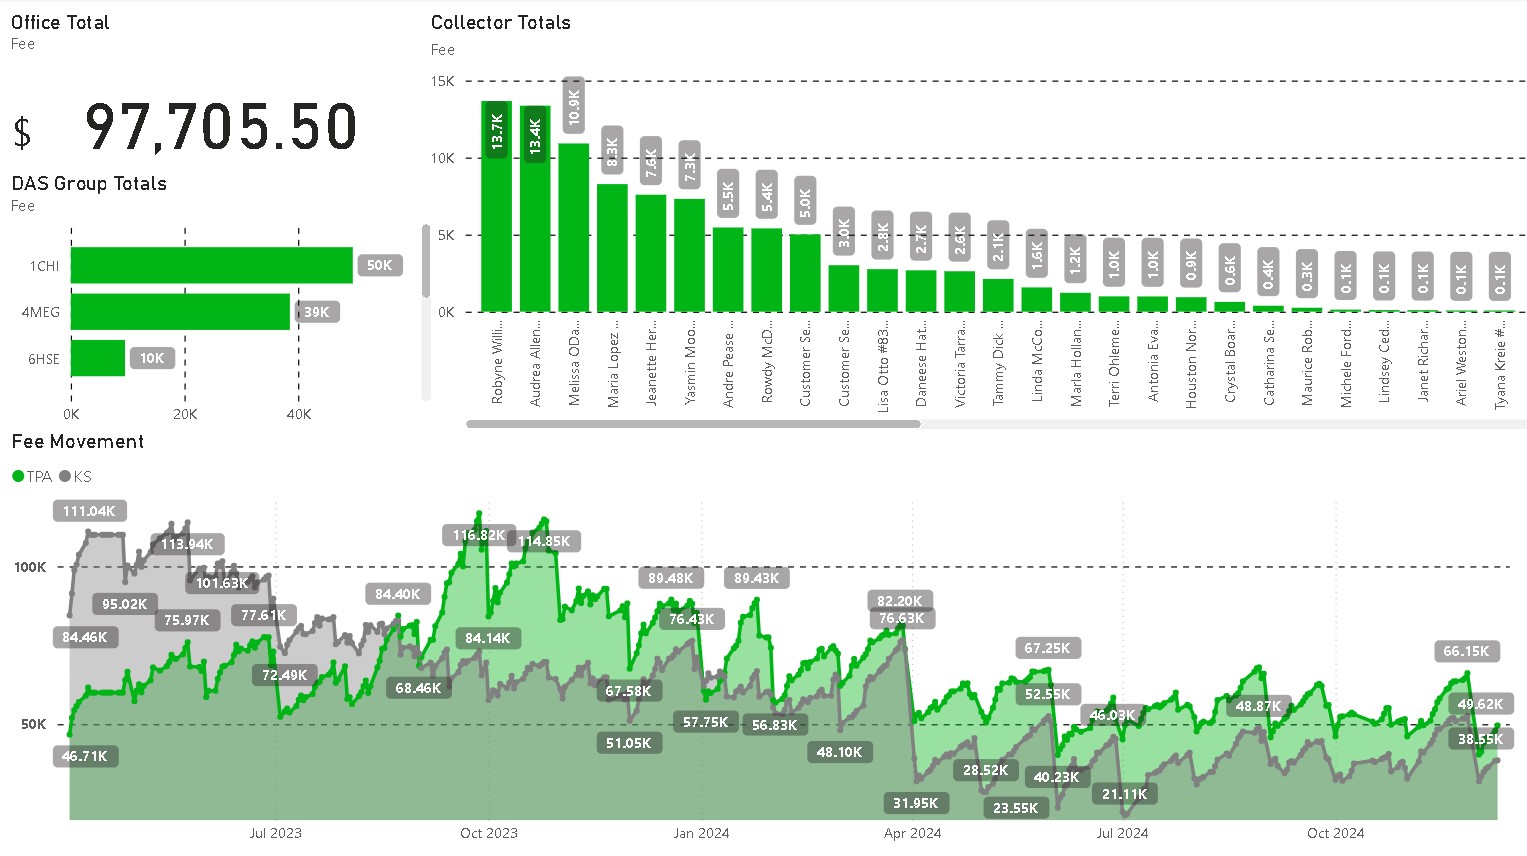 Office Total
Fee
$ 97,705.50
DAS Group Totals
Fee
1CHI 50K
4MEG 39K
6HSE 10K
0K 20K 40K
Collector Totals
Fee
15K
10K
5K
0K
13.7K 13.4K 10.9K 8.3K 7.6K 7.3K 5.5K 5.4K 5.0K 3.0K 2.8K 2.7K 2.6K 2.1K 1.6K 1.2K 1.0K 1.0K 0.9K 0.6K 0.4K 0.3K 0.1K 0.1K 0.1K 0.1K 0.1K
Robyne Willi...
Audrea Allen...
Melissa ODa...
Maria Lopez ...
Jeanette Her...
Yasmin Moo...
Andre Pease ...
Rowdy McD...
Customer Se...
Customer Se...
Lisa Otto #83...
Daneese Hat...
Victoria Tarra...
Tammy Dick ...
Linda McCo...
Marla Hollan...
Terri Ohleme...
Antonia Eva...
Houston Nor...
Crystal Boar...
Catharina Se...
Maurice Rob...
Michele Ford...
Lindsey Ced...
Janet Richar...
Ariel Weston...
Tyana Kreie #...
Fee Movement
TPA KS
100K
50K
111.04K
84.46K
46.71K
95.02K
113.94K
75.97K
101.63K
77.61K
72.49K
84.40K
68.46K
116.82K
84.14K
114.85K
67.58K
51.05K
89.48K
76.43K
57.75K
89.43K
56.83K
48.10K
82.20K
76.63K
31.95K
28.52K
23.55K
67.25K
52.55K
40.23K
46.03K
21.11K
48.87K
66.15K
49.62K
38.55K
Jul 2023 Oct 2023 Jan 2024 Apr 2024 Jul 2024 Oct 2024